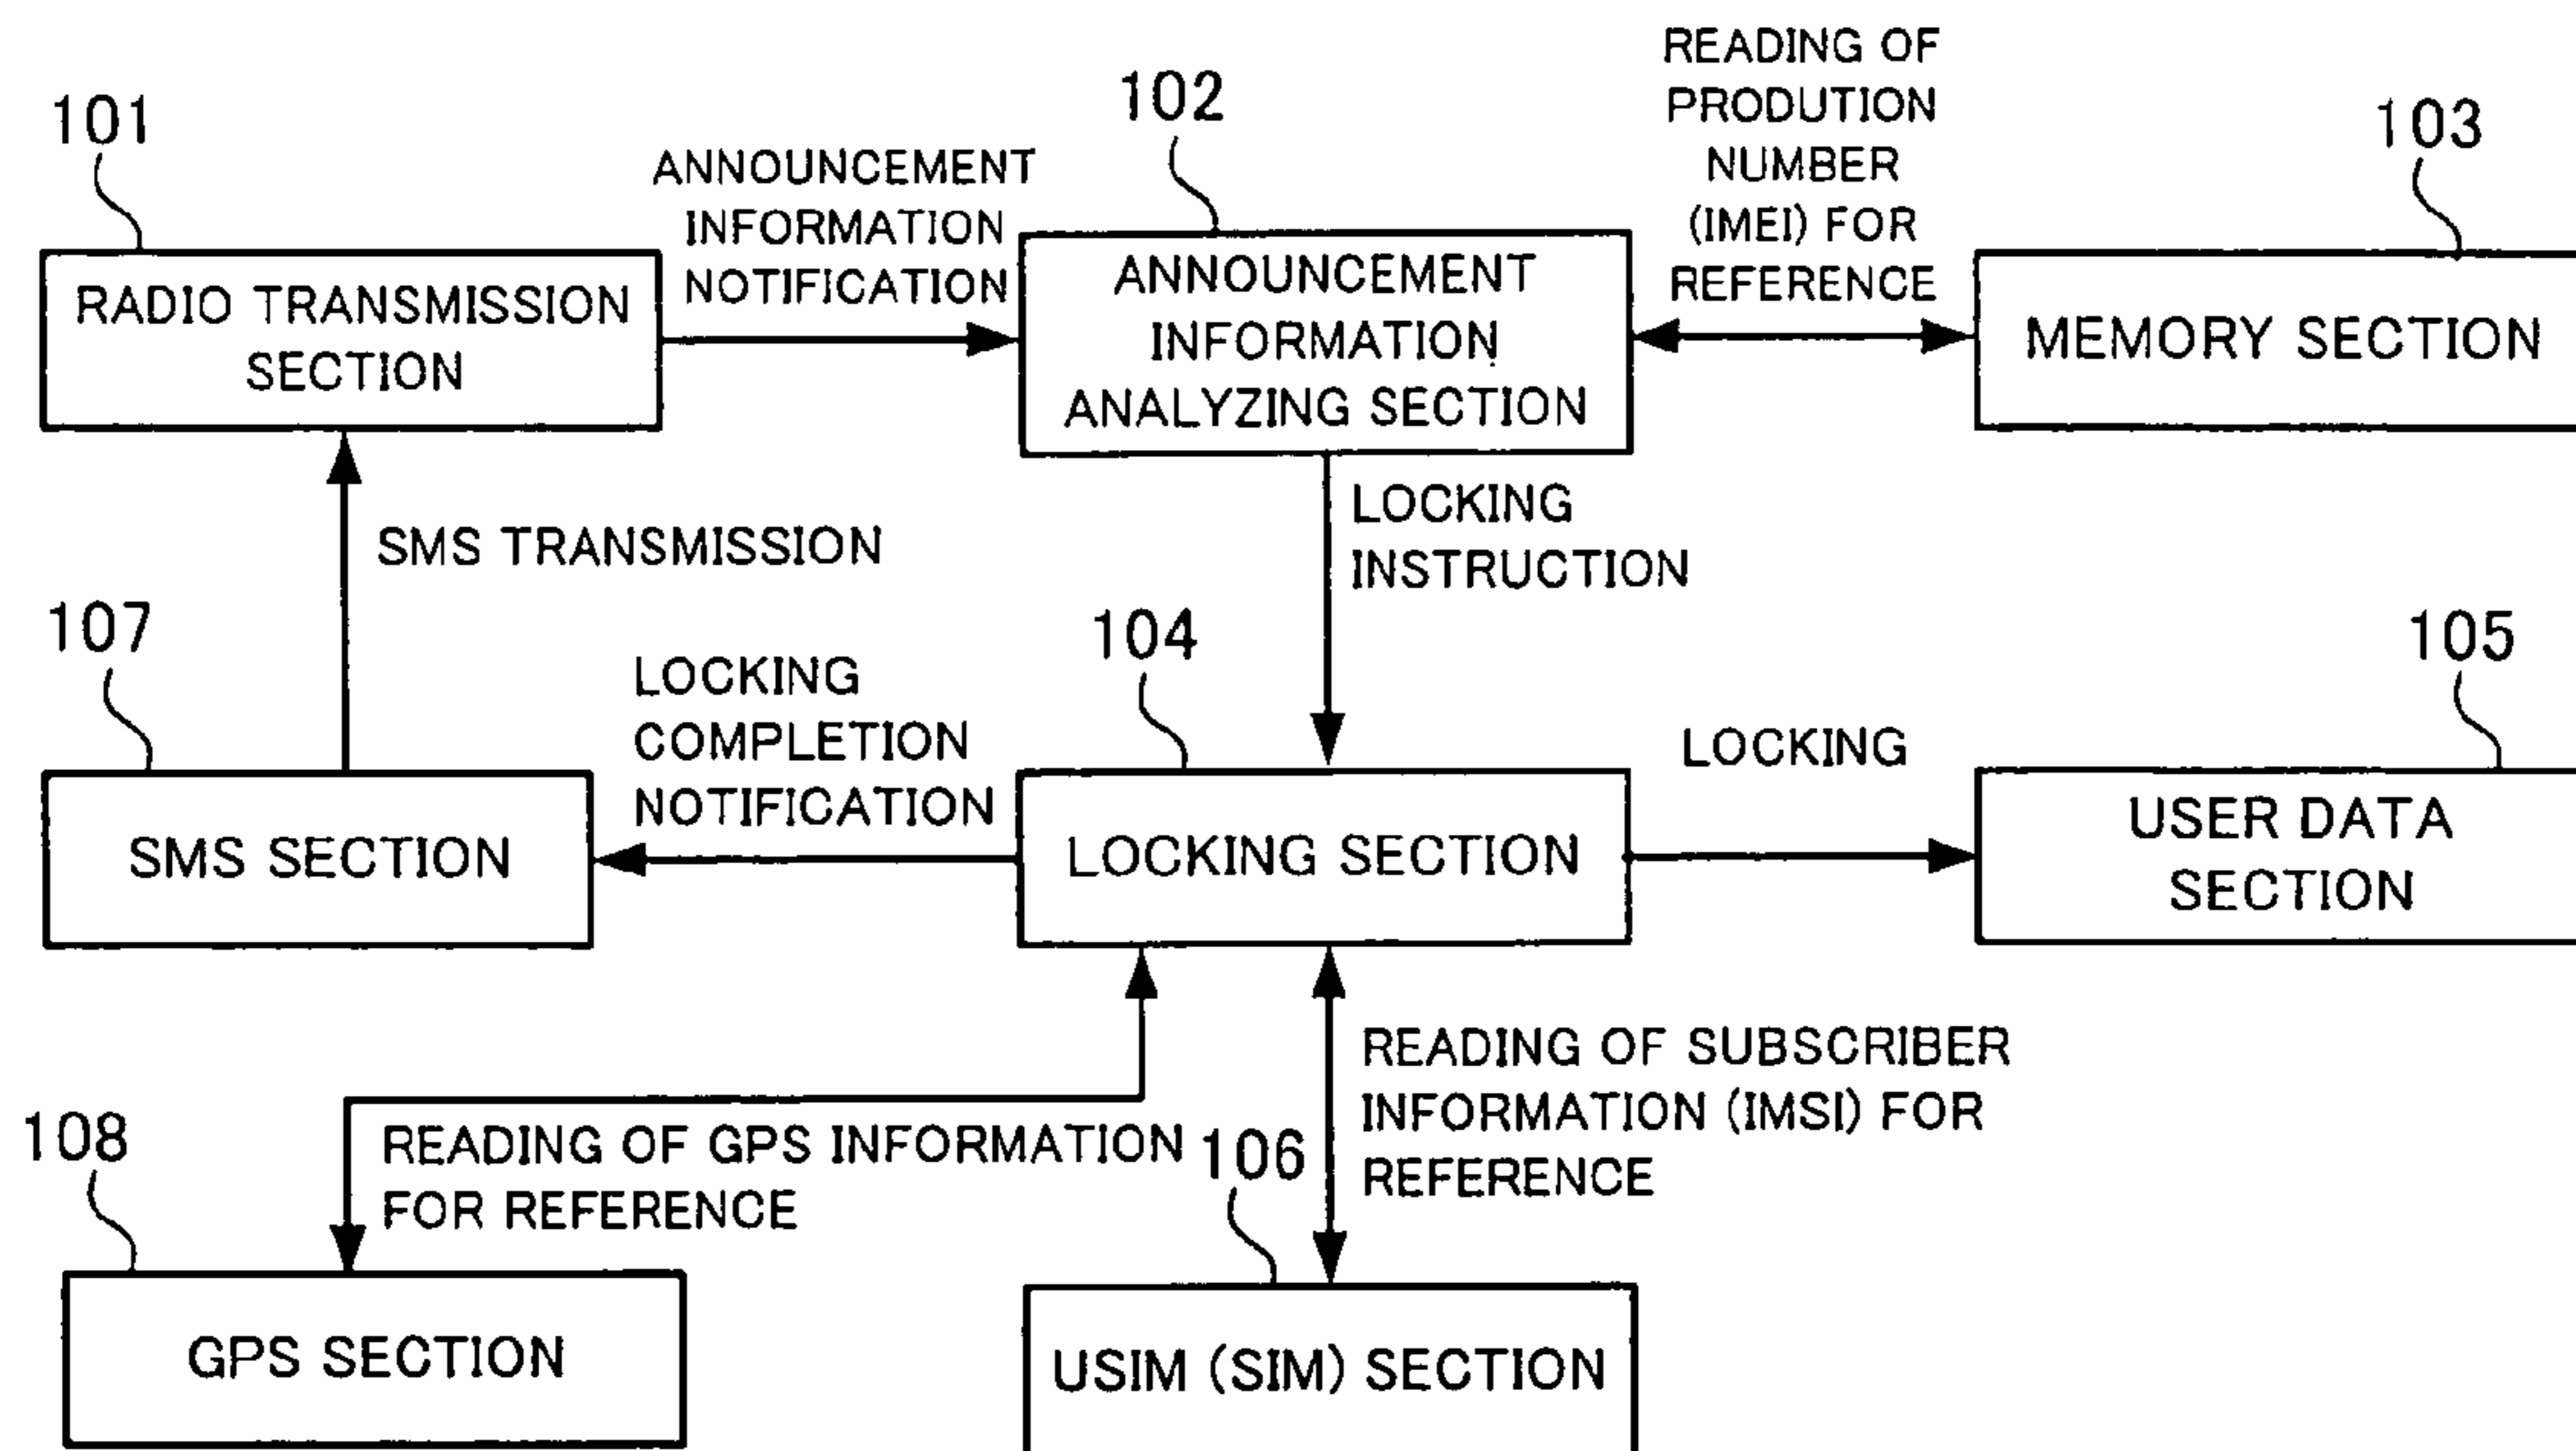 101
RADIO TRANSMISSION
SECTION
ANNOUNCEMENT
INFORMATION
NOTIFICATION
102
ANNOUNCEMENT
INFORMATION
ANALYZING SECTION
READING OF
PRODUTION
NUMBER
(IMEI) FOR
REFERENCE
103
MEMORY SECTION
SMS TRANSMISSION
LOCKING
INSTRUCTION
107
SMS SECTION
LOCKING
COMPLETION
NOTIFICATION
104
LOCKING SECTION
LOCKING
105
USER DATA
SECTION
108
GPS SECTION
READING OF GPS INFORMATION
FOR REFERENCE
106
USIM (SIM) SECTION
READING OF SUBSCRIBER
INFORMATION (IMSI) FOR
REFERENCE